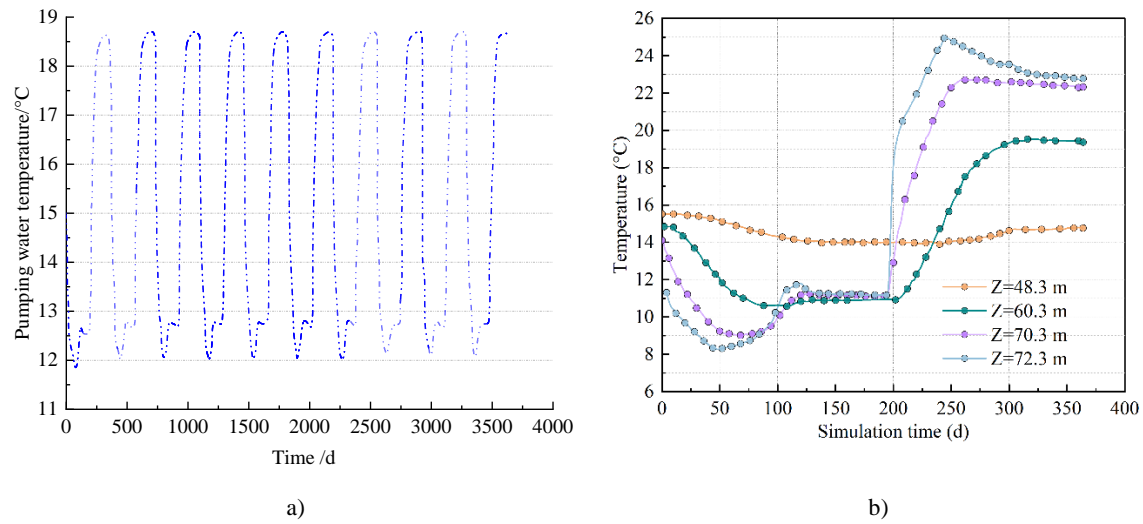 19
18
17
16
15
14
13
12
11
Pumping water temperature/°C
0 500 1000 1500 2000 2500 3000 3500 4000
Time /d
a)
b)
26
24
22
20
18
16
14
12
10
8
6
Temperature (°C)
Z=48.3 m
Z=60.3 m
Z=70.3 m
Z=72.3 m
0 50 100 150 200 250 300 350 400
Simulation time (d)
b)